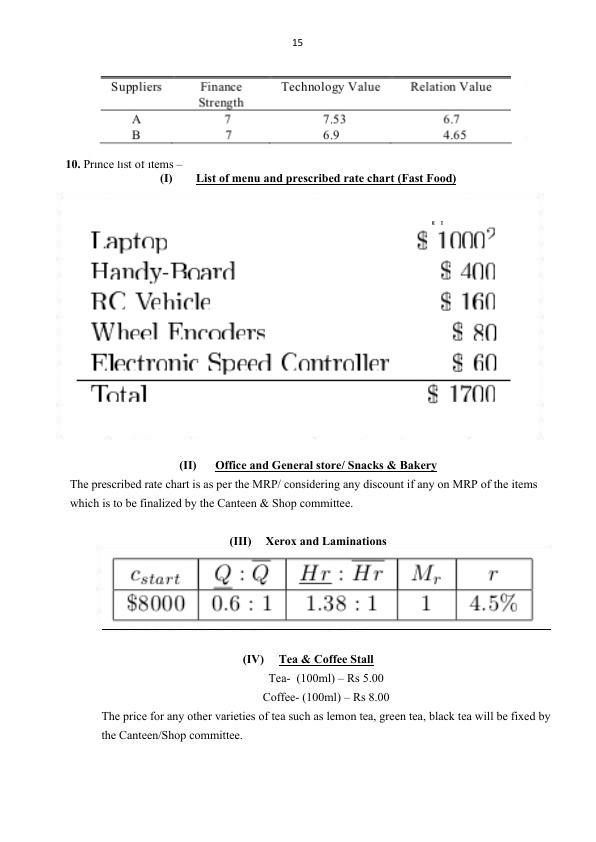 15
Suppliers Finance Strength Technology Value Relation Value
A 7 7.53 6.7
B 7 6.9 4.65
10. Prince list of items –
(I) List of menu and prescribed rate chart (Fast Food)
Laptop $ 1000²
Handy-Board $ 400
RC Vehicle $ 160
Wheel Encoders $ 80
Electronic Speed Controller $ 60
Total $ 1700
(II) Office and General store/ Snacks & Bakery
The prescribed rate chart is as per the MRP/ considering any discount if any on MRP of the items
which is to be finalized by the Canteen & Shop committee.
(III) Xerox and Laminations
c_start Q̲ : Q̅ H̲r̲ : H̅r̅ M_r r
$8000 0.6 : 1 1.38 : 1 1 4.5%
(IV) Tea & Coffee Stall
Tea- (100ml) – Rs 5.00
Coffee- (100ml) – Rs 8.00
The price for any other varieties of tea such as lemon tea, green tea, black tea will be fixed by
the Canteen/Shop committee.